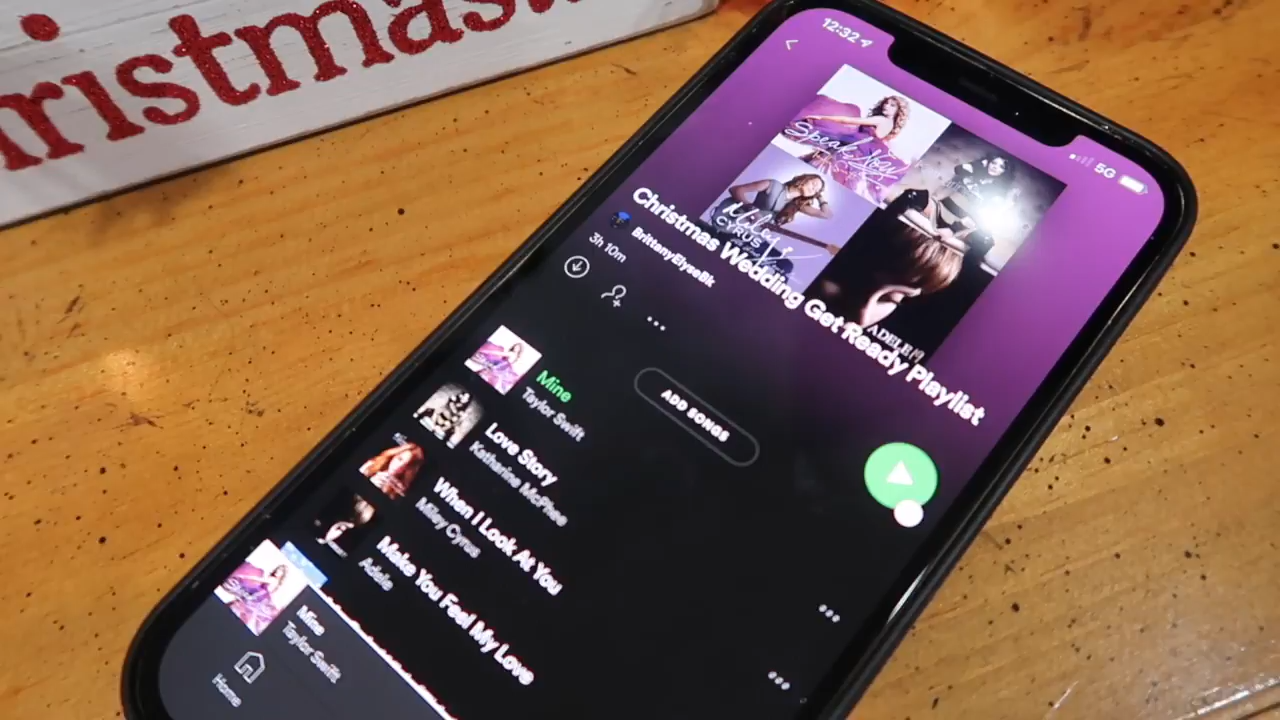 hristmas
12:32
5G
Speak Now
Miley
CYRUS
ADELE
Christmas Wedding Get Ready Playlist
BrittanyElyseBk
3h 10m
ADD SONGS
Mine
Taylor Swift
Love Story
Katharine McPhee
When I Look At You
Miley Cyrus
Make You Feel My Love
Adele
Mine
Taylor Swift
Home